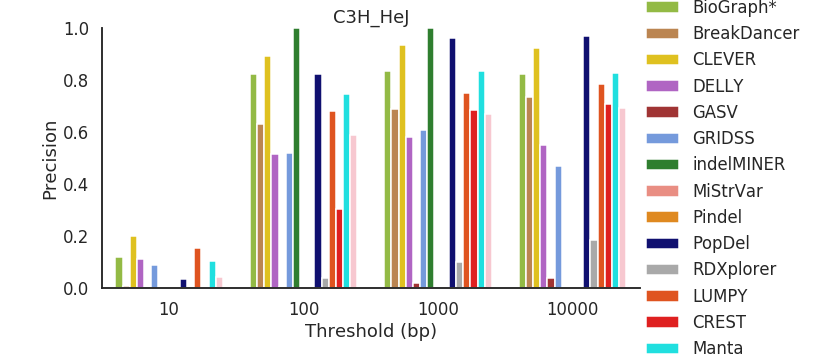 C3H_HeJ
Precision
1.0
0.8
0.6
0.4
0.2
0.0
10
100
1000
10000
Threshold (bp)
BioGraph*
BreakDancer
CLEVER
DELLY
GASV
GRIDSS
indelMINER
MiStrVar
Pindel
PopDel
RDXplorer
LUMPY
CREST
Manta